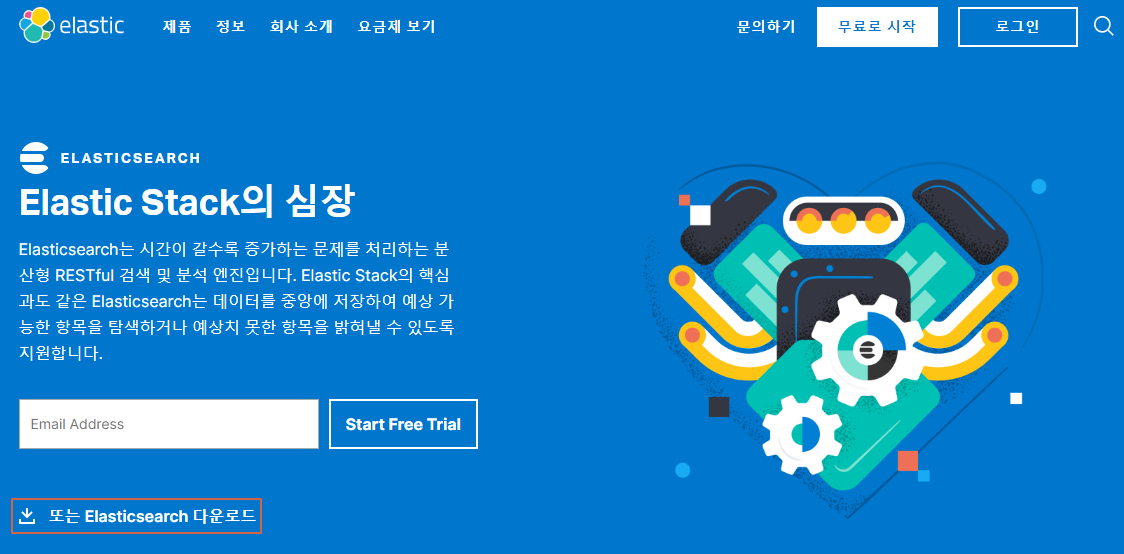 elastic 제품 정보 회사 소개 요금제 보기 문의하기 무료로 시작 로그인
ELASTICSEARCH
Elastic Stack의 심장
Elasticsearch는 시간이 갈수록 증가하는 문제를 처리하는 분
산형 RESTful 검색 및 분석 엔진입니다. Elastic Stack의 핵심
과도 같은 Elasticsearch는 데이터를 중앙에 저장하여 예상 가
능한 항목을 탐색하거나 예상치 못한 항목을 밝혀낼 수 있도록
지원합니다.
Email Address Start Free Trial
또는 Elasticsearch 다운로드